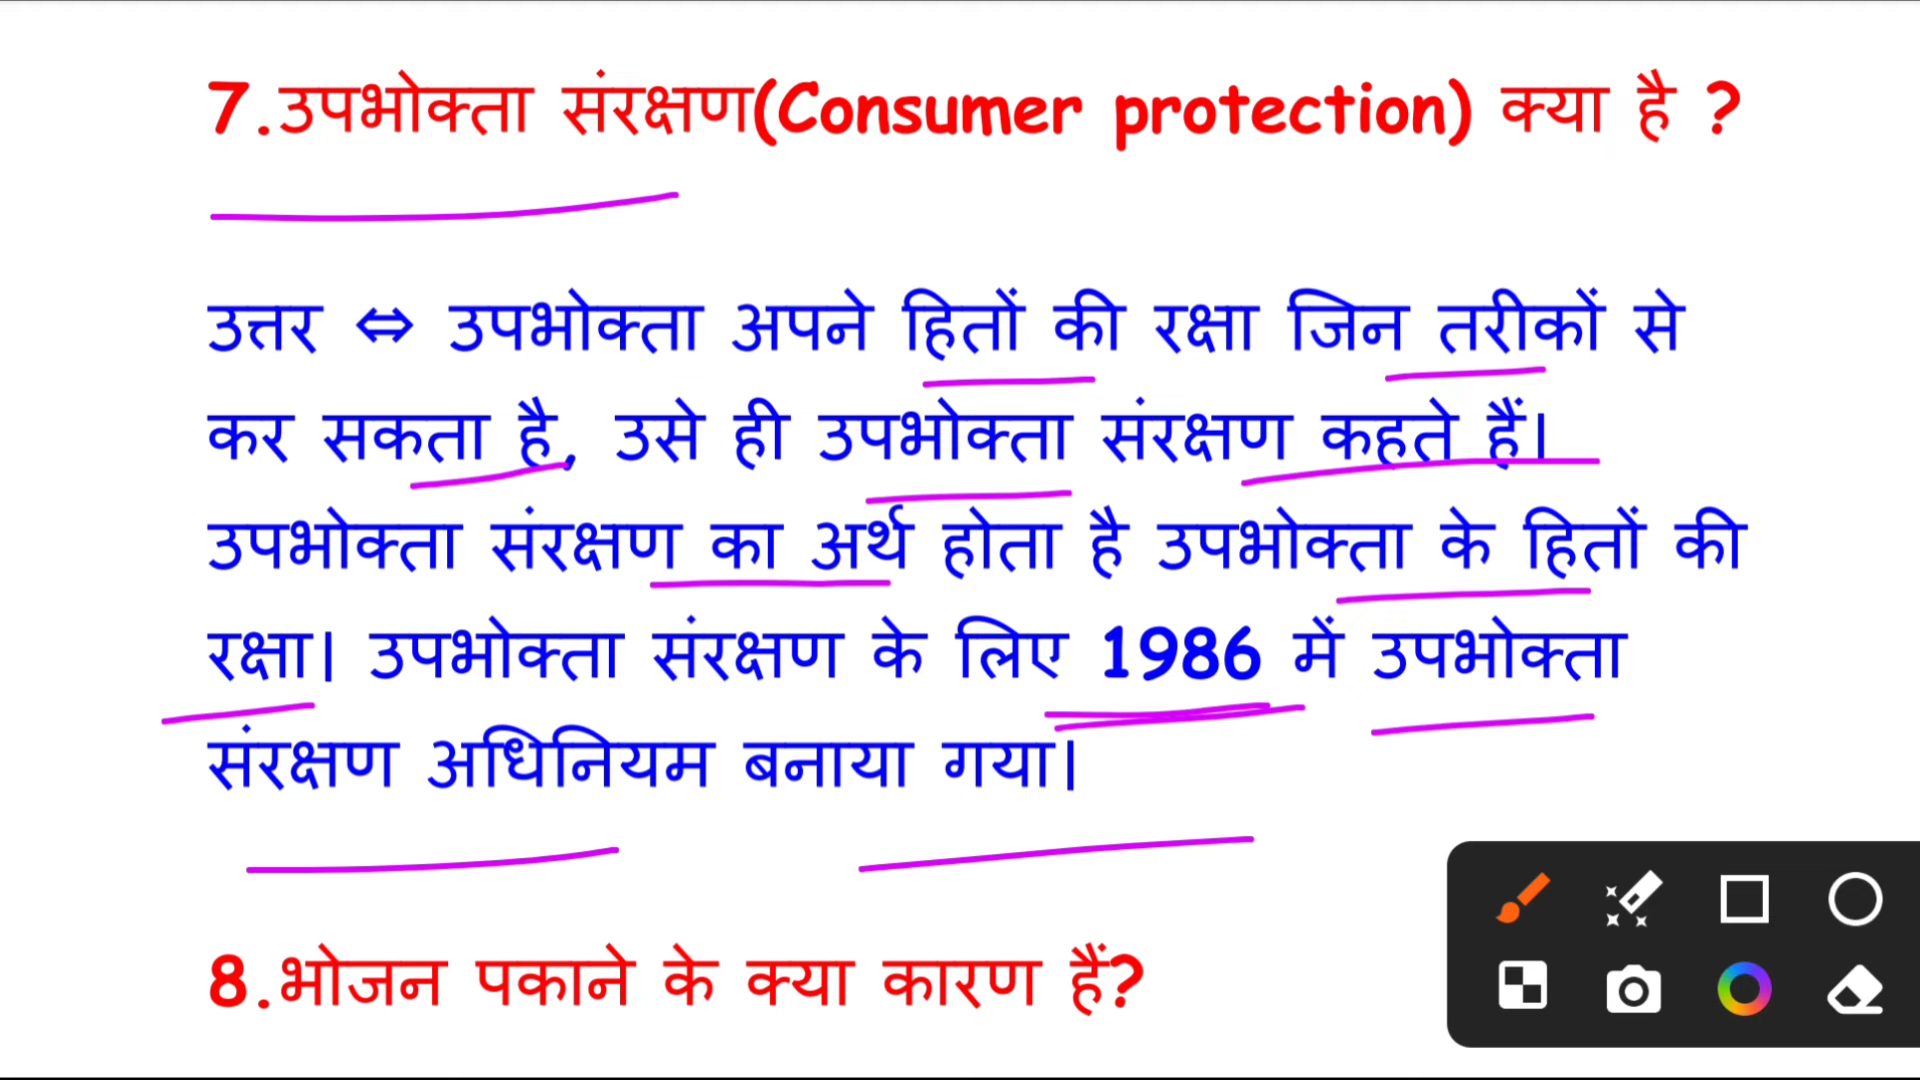 7.उपभोक्ता संरक्षण(Consumer protection) क्या है ?
उत्तर ⇔ उपभोक्ता अपने हितों की रक्षा जिन तरीकों से
कर सकता है, उसे ही उपभोक्ता संरक्षण कहते हैं।
उपभोक्ता संरक्षण का अर्थ होता है उपभोक्ता के हितों की
रक्षा। उपभोक्ता संरक्षण के लिए 1986 में उपभोक्ता
संरक्षण अधिनियम बनाया गया।
8.भोजन पकाने के क्या कारण हैं?